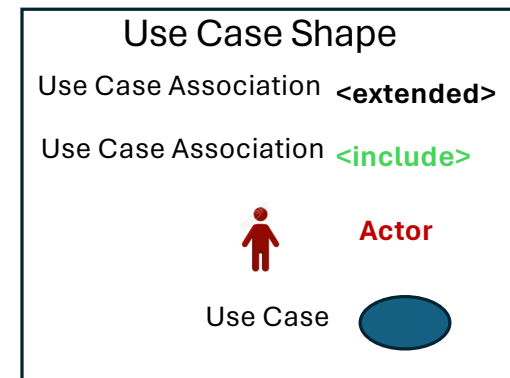 Use Case Shape
Use Case Association <extended>
Use Case Association <include>
Actor
Use Case